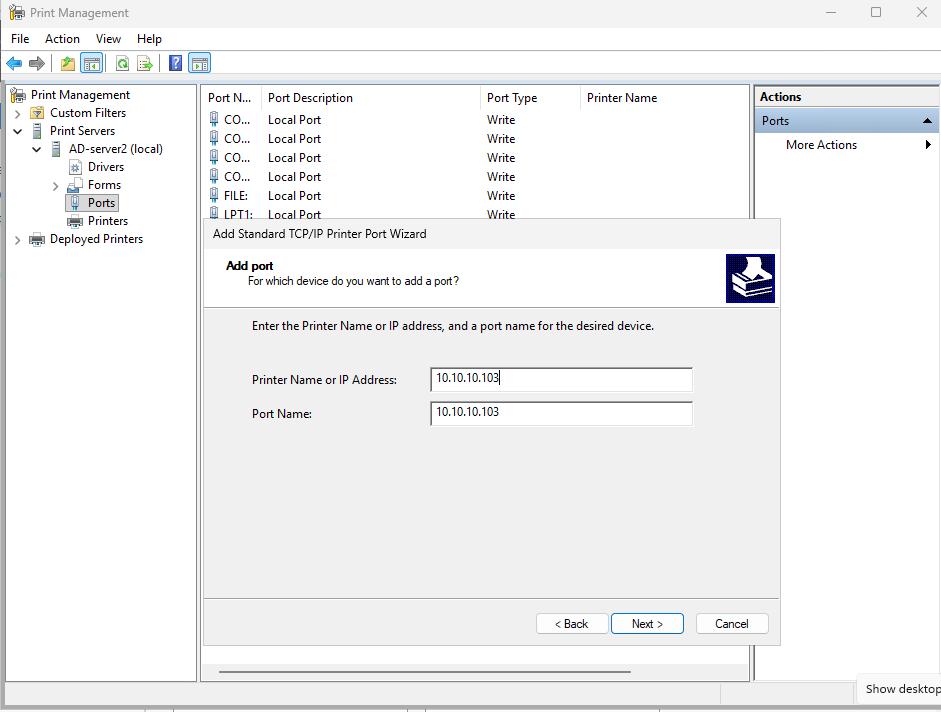 Print Management
File Action View Help
Print Management
Custom Filters
Print Servers
AD-server2 (local)
Drivers
Forms
Ports
Printers
Deployed Printers
Port N... Port Description Port Type Printer Name
CO... Local Port Write
CO... Local Port Write
CO... Local Port Write
CO... Local Port Write
FILE: Local Port Write
LPT1: Local Port Write
Actions
Ports
More Actions
Add Standard TCP/IP Printer Port Wizard
Add port
For which device do you want to add a port?
Enter the Printer Name or IP address, and a port name for the desired device.
Printer Name or IP Address: 10.10.10.103
Port Name: 10.10.10.103
< Back Next > Cancel
Show desktop